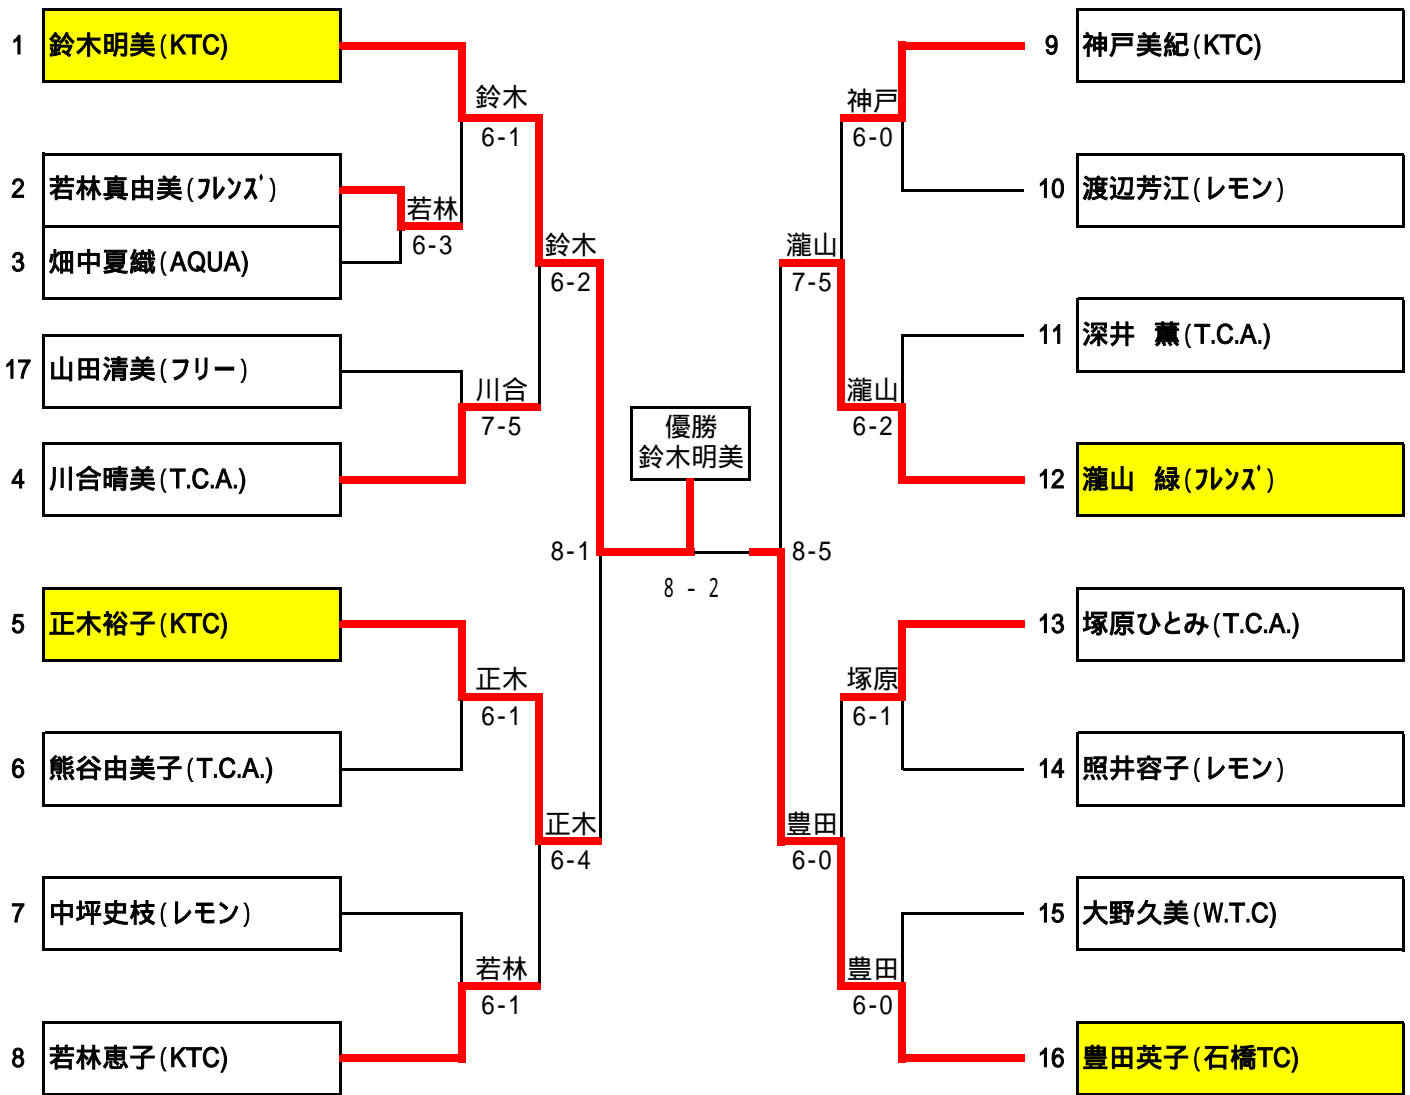 1 鈴木明美(KTC)
2 若林真由美(ﾌﾚﾝｽﾞ)
3 畑中夏織(AQUA)
17 山田清美(フリー)
4 川合晴美(T.C.A.)
5 正木裕子(KTC)
6 熊谷由美子(T.C.A.)
7 中坪史枝(レモン)
8 若林恵子(KTC)
若林
6-3
鈴木
6-1
川合
7-5
正木
6-1
若林
6-1
鈴木
6-2
正木
6-4
8-1
優勝
鈴木明美
8 - 2
8-5
瀧山
7-5
豊田
6-0
神戸
6-0
瀧山
6-2
塚原
6-1
豊田
6-0
9 神戸美紀(KTC)
10 渡辺芳江(レモン)
11 深井　薫(T.C.A.)
12 瀧山　緑(ﾌﾚﾝｽﾞ)
13 塚原ひとみ(T.C.A.)
14 照井容子(レモン)
15 大野久美(W.T.C)
16 豊田英子(石橋TC)